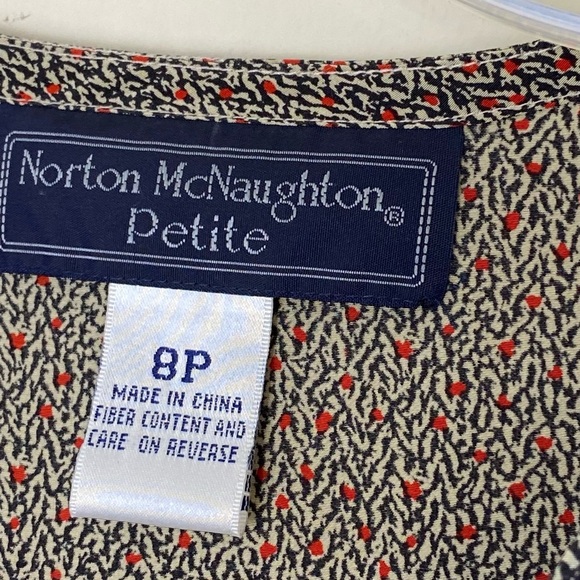 Norton McNaughton®
Petite
8P
MADE IN CHINA
FIBER CONTENT AND
CARE ON REVERSE